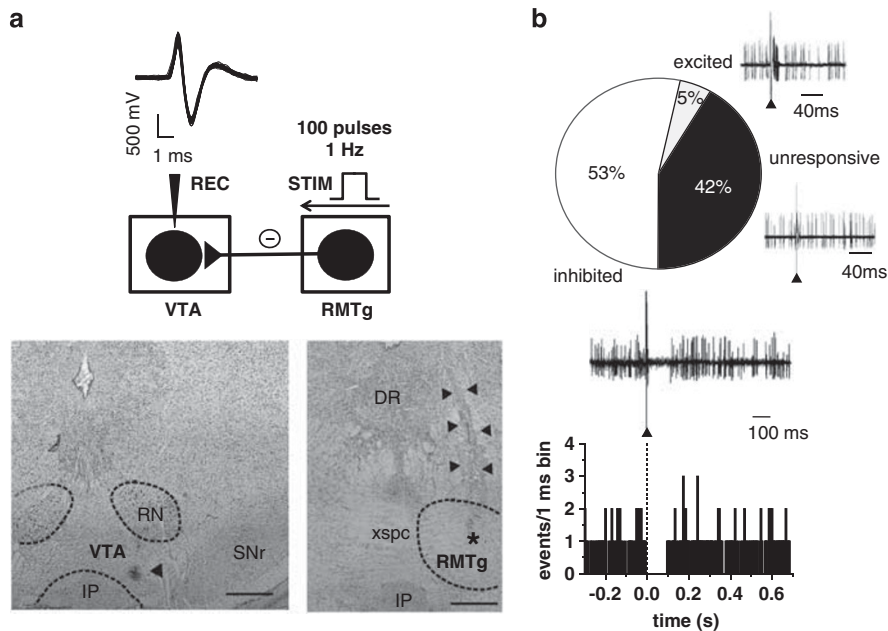 a
500 mV
1 ms
REC
100 pulses
1 Hz
STIM
−
VTA
RMTg
RN
VTA
SNr
IP
DR
xspc
*
RMTg
IP
b
excited
5%
53%
42%
inhibited
unresponsive
40ms
40ms
100 ms
events/1 ms bin
4
3
2
1
0
-0.2 0.0 0.2 0.4 0.6
time (s)